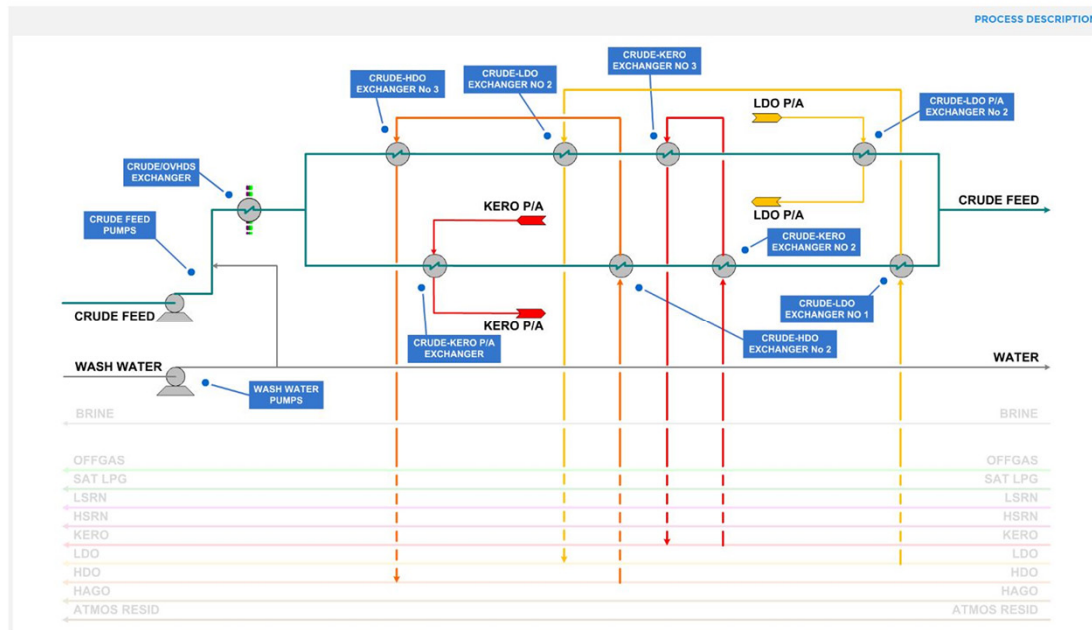 PROCESS DESCRIPTION
CRUDE-HDO
EXCHANGER No 3
CRUDE-LDO
EXCHANGER NO 2
CRUDE-KERO
EXCHANGER NO 3
LDO P/A
CRUDE-LDO P/A
EXCHANGER No 2
CRUDE/OVHDS
EXCHANGER
CRUDE FEED
PUMPS
KERO P/A
LDO P/A
CRUDE FEED
CRUDE-KERO
EXCHANGER NO 2
CRUDE FEED
KERO P/A
CRUDE-LDO
EXCHANGER NO 1
CRUDE-KERO P/A
EXCHANGER
CRUDE-HDO
EXCHANGER No 2
WASH WATER
WATER
WASH WATER
PUMPS
BRINE
BRINE
OFFGAS
OFFGAS
SAT LPG
SAT LPG
LSRN
LSRN
HSRN
HSRN
KERO
KERO
LDO
LDO
HDO
HDO
HAGO
HAGO
ATMOS RESID
ATMOS RESID